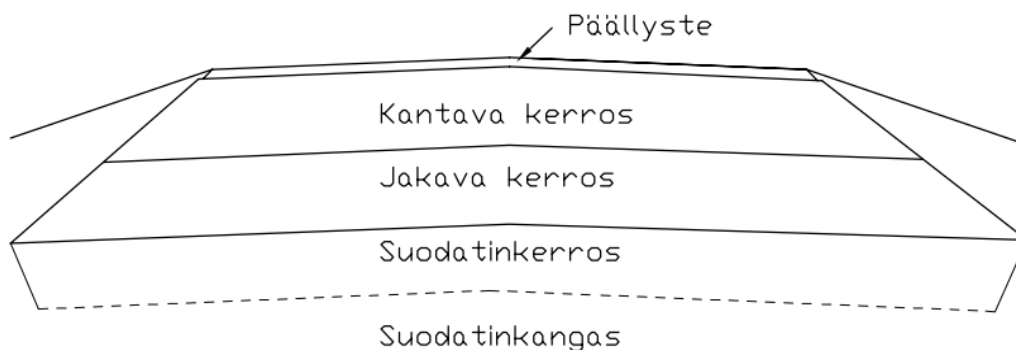 Päällyste
Kantava kerros
Jakava kerros
Suodatinkerros
Suodatinkangas